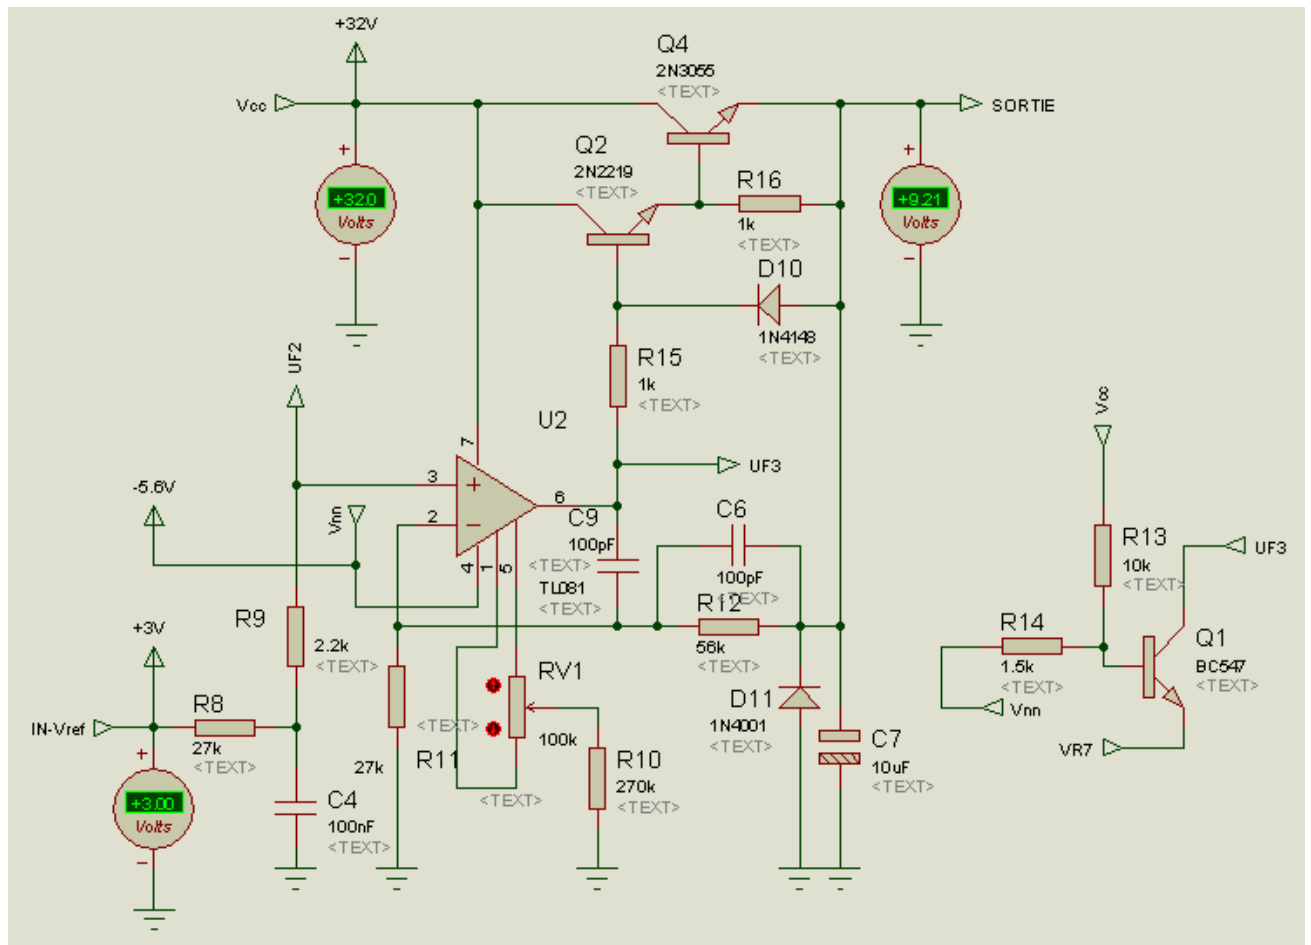 +32V
Vcc
Q4
2N3055
<TEXT>
SORTIE
+32.0
Volts
Q2
2N2219
<TEXT>
R16
1k
<TEXT>
+9.21
Volts
D10
1N4148
<TEXT>
R15
1k
<TEXT>
UF2
U2
7
3
2
6
4
1
5
UF3
-5.6V
Vnn
C9
100pF
<TEXT>
TL081
<TEXT>
C6
100pF
<TEXT>
R12
56k
<TEXT>
V8
R13
10k
<TEXT>
UF3
R14
1.5k
<TEXT>
Vnn
Q1
BC547
<TEXT>
VR7
R9
2.2k
<TEXT>
+3V
IN-Vref
R8
27k
<TEXT>
+3.00
Volts
C4
100nF
<TEXT>
<TEXT>
R11
27k
RV1
100k
<TEXT>
R10
270k
<TEXT>
D11
1N4001
<TEXT>
C7
10uF
<TEXT>